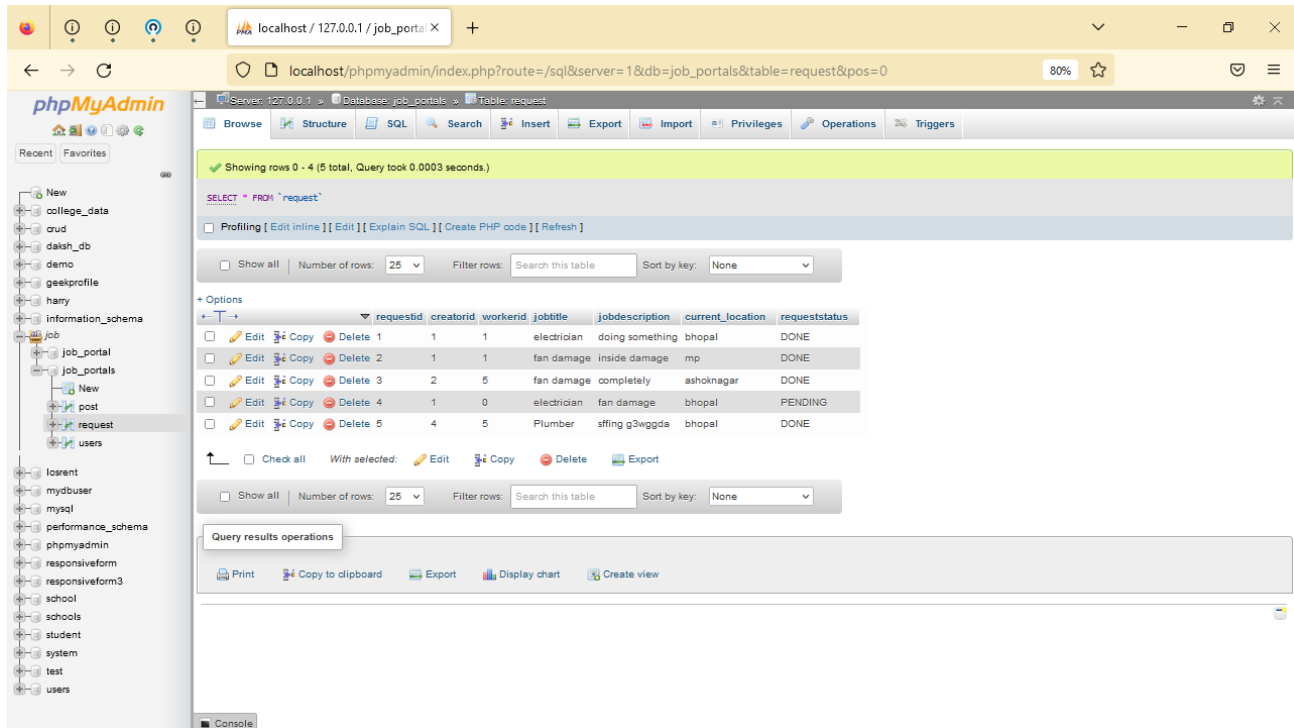 localhost / 127.0.0.1 / job_portal
localhost/phpmyadmin/index.php?route=/sql&server=1&db=job_portals&table=request&pos=0
80%
phpMyAdmin
Recent Favorites
New
college_data
crud
daksh_db
demo
geekprofile
harry
information_schema
job
job_portal
job_portals
New
post
request
users
losrent
mydbuser
mysql
performance_schema
phpmyadmin
responsiveform
responsiveform3
school
schools
student
system
test
users
Server: 127.0.0.1 » Database: job_portals » Table: request
Browse Structure SQL Search Insert Export Import Privileges Operations Triggers
Showing rows 0 - 4 (5 total, Query took 0.0003 seconds.)
SELECT * FROM `request`
Profiling [ Edit inline ] [ Edit ] [ Explain SQL ] [ Create PHP code ] [ Refresh ]
Show all | Number of rows: 25 Filter rows: Search this table Sort by key: None
+ Options
←T→ requestid creatorid workerid jobtitle jobdescription current_location requeststatus
Edit Copy Delete 1 1 1 electrician doing something bhopal DONE
Edit Copy Delete 2 1 1 fan damage inside damage mp DONE
Edit Copy Delete 3 2 5 fan damage completely ashoknagar DONE
Edit Copy Delete 4 1 0 electrician fan damage bhopal PENDING
Edit Copy Delete 5 4 5 Plumber sffing g3wggda bhopal DONE
Check all With selected: Edit Copy Delete Export
Show all | Number of rows: 25 Filter rows: Search this table Sort by key: None
Query results operations
Print Copy to clipboard Export Display chart Create view
Console